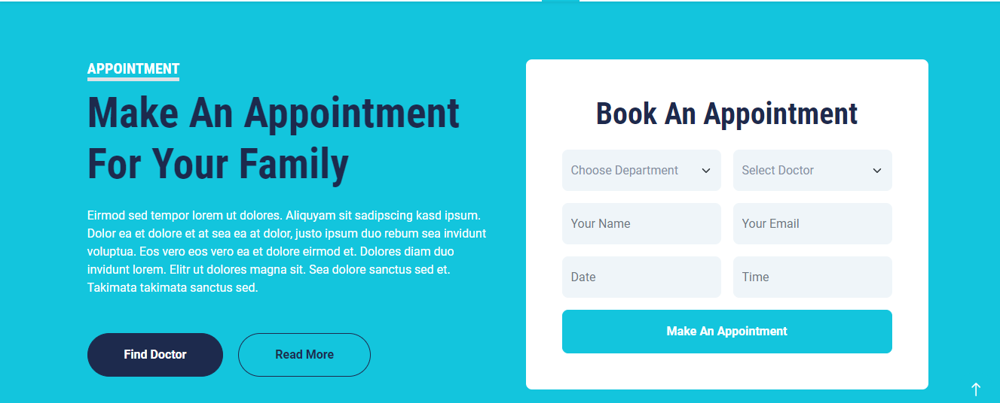 APPOINTMENT
Make An Appointment
For Your Family
Eirmod sed tempor lorem ut dolores. Aliquyam sit sadipscing kasd ipsum.
Dolor ea et dolore et at sea ea at dolor, justo ipsum duo rebum sea invidunt
voluptua. Eos vero eos vero ea et dolore eirmod et. Dolores diam duo
invidunt lorem. Elitr ut dolores magna sit. Sea dolore sanctus sed et.
Takimata takimata sanctus sed.
Find Doctor
Read More
Book An Appointment
Choose Department
Select Doctor
Your Name
Your Email
Date
Time
Make An Appointment